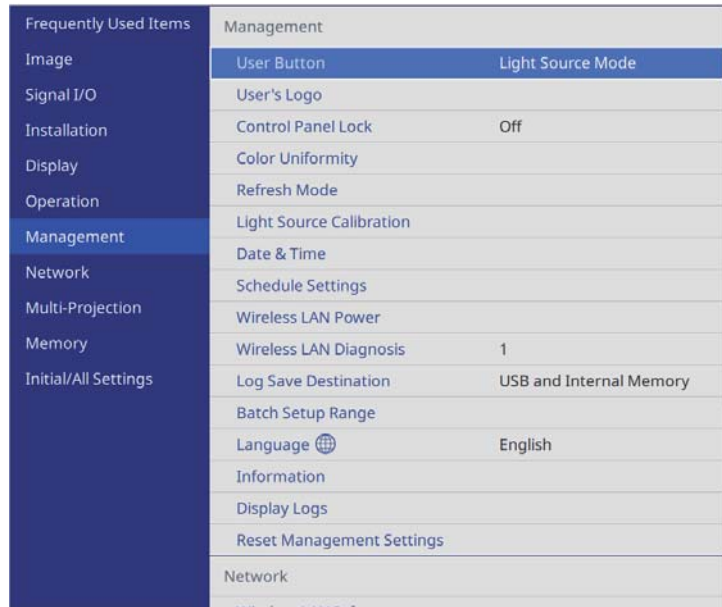 Frequently Used Items
Image
Signal I/O
Installation
Display
Operation
Management
Network
Multi-Projection
Memory
Initial/All Settings
Management
User Button Light Source Mode
User's Logo
Control Panel Lock Off
Color Uniformity
Refresh Mode
Light Source Calibration
Date & Time
Schedule Settings
Wireless LAN Power
Wireless LAN Diagnosis 1
Log Save Destination USB and Internal Memory
Batch Setup Range
Language English
Information
Display Logs
Reset Management Settings
Network